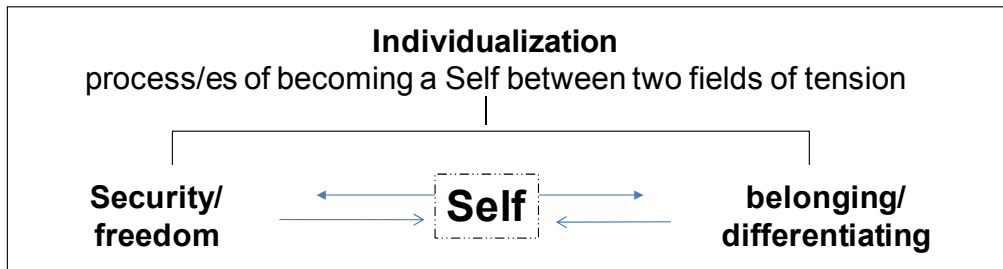 Individualization
process/es of becoming a Self between two fields of tension
Security/
freedom
Self
belonging/
differentiating